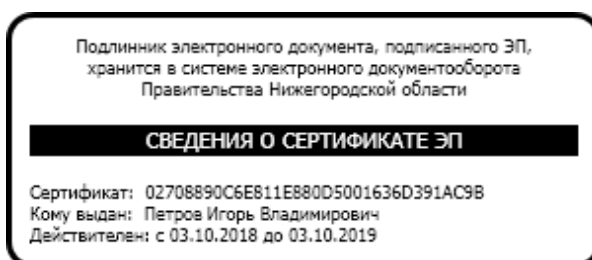 Подлинник электронного документа, подписанного ЭП,
хранится в системе электронного документооборота
Правительства Нижегородской области
СВЕДЕНИЯ О СЕРТИФИКАТЕ ЭП
Сертификат: 02708890C6E811E880D5001636D391AC9B
Кому выдан: Петров Игорь Владимирович
Действителен: с 03.10.2018 до 03.10.2019